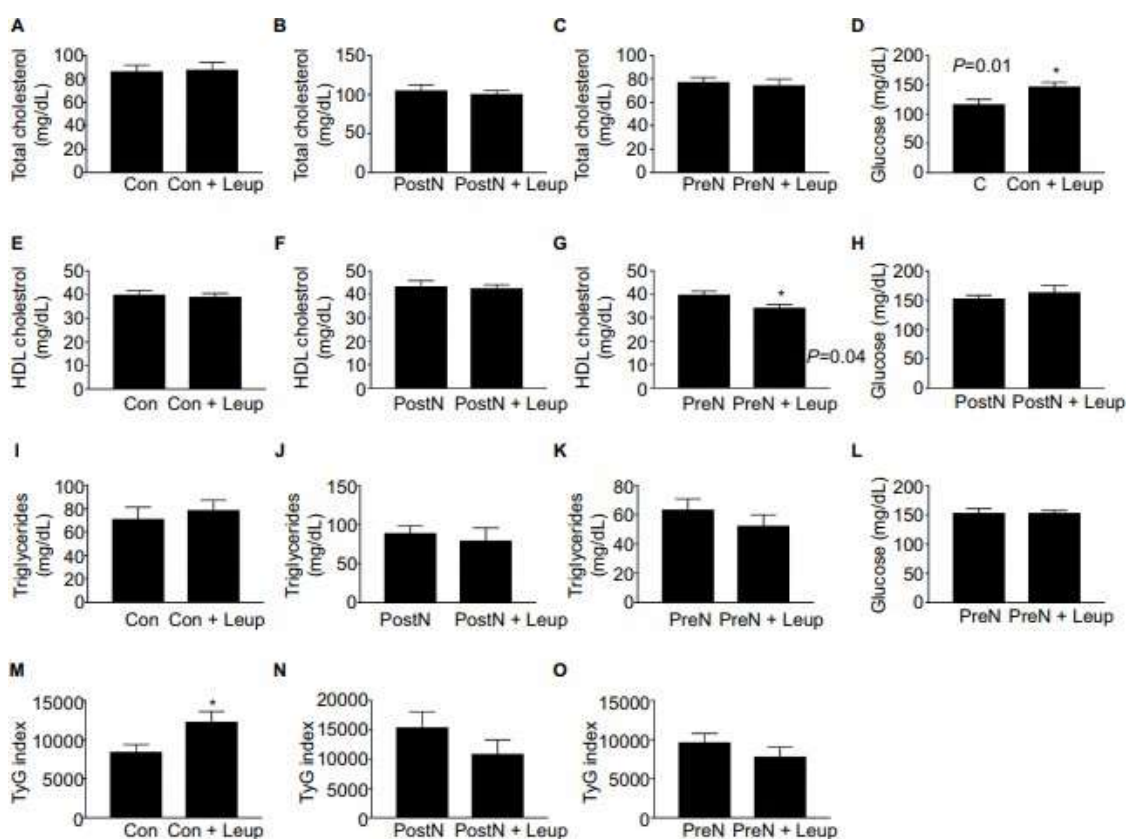 A
Total cholesterol
(mg/dL)
100
80
60
40
20
0
Con Con + Leup
B
Total cholesterol
(mg/dL)
150
100
50
0
PostN PostN + Leup
C
Total cholesterol
(mg/dL)
100
80
60
40
20
0
PreN PreN + Leup
D
Glucose (mg/dL)
200
150
100
50
0
P=0.01
*
C Con + Leup
E
HDL cholestrol
(mg/dL)
50
40
30
20
10
0
Con Con + Leup
F
HDL cholestrol
(mg/dL)
50
40
30
20
10
0
PostN PostN + Leup
G
HDL cholestrol
(mg/dL)
50
40
30
20
10
0
*
P=0.04
PreN PreN + Leup
H
Glucose (mg/dL)
200
150
100
50
0
PostN PostN + Leup
I
Triglycerides
(mg/dL)
100
80
60
40
20
0
Con Con + Leup
J
Triglycerides
(mg/dL)
150
100
50
0
PostN PostN + Leup
K
Triglycerides
(mg/dL)
80
60
40
20
0
PreN PreN + Leup
L
Glucose (mg/dL)
200
150
100
50
0
PreN PreN + Leup
M
TyG index
15000
10000
5000
0
*
Con Con + Leup
N
TyG index
20000
15000
10000
5000
0
PostN PostN + Leup
O
TyG index
15000
10000
5000
0
PreN PreN + Leup